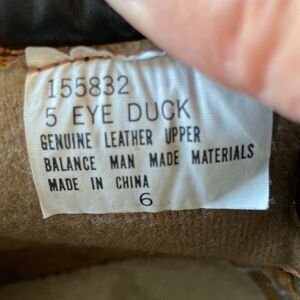 155832
5 EYE DUCK
GENUINE LEATHER UPPER
BALANCE MAN MADE MATERIALS
MADE IN CHINA
6